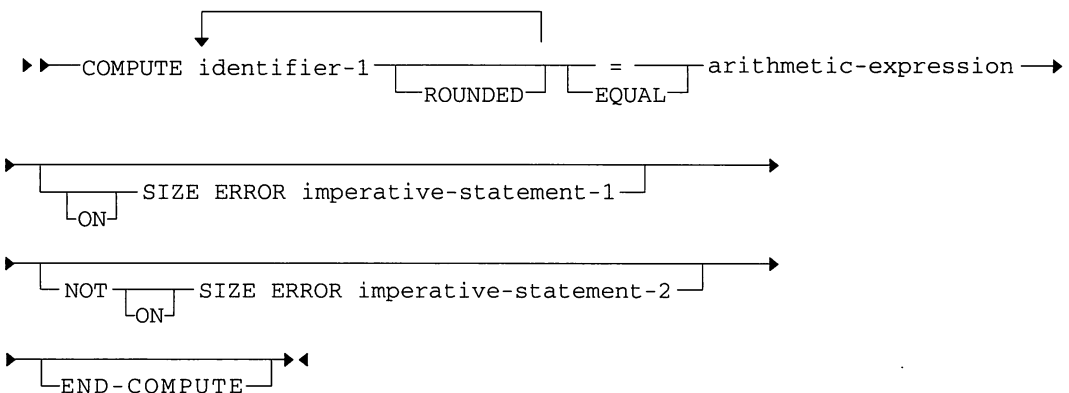 COMPUTE identifier-1 = arithmetic-expression
ROUNDED EQUAL
SIZE ERROR imperative-statement-1
ON
NOT SIZE ERROR imperative-statement-2
ON
END-COMPUTE